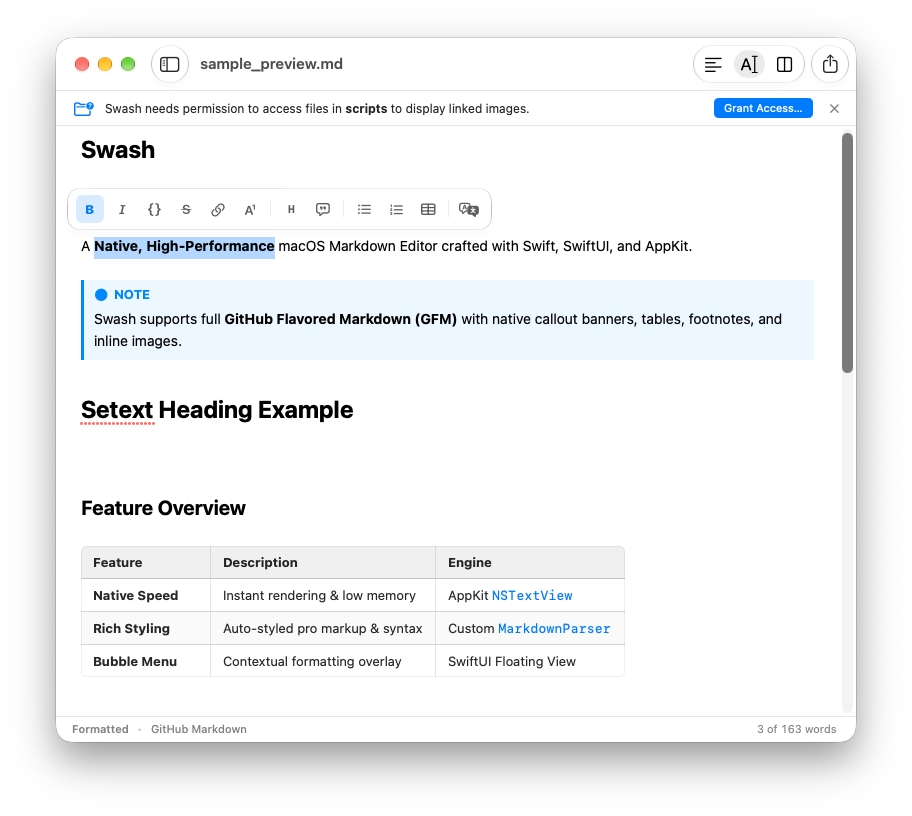 sample_preview.md
Swash needs permission to access files in scripts to display linked images.
Grant Access...
Swash
B I {} S A¹ H
A Native, High-Performance macOS Markdown Editor crafted with Swift, SwiftUI, and AppKit.
NOTE
Swash supports full GitHub Flavored Markdown (GFM) with native callout banners, tables, footnotes, and
inline images.
Setext Heading Example
Feature Overview
Feature Description Engine
Native Speed Instant rendering & low memory AppKit NSTextView
Rich Styling Auto-styled pro markup & syntax Custom MarkdownParser
Bubble Menu Contextual formatting overlay SwiftUI Floating View
Formatted · GitHub Markdown 3 of 163 words